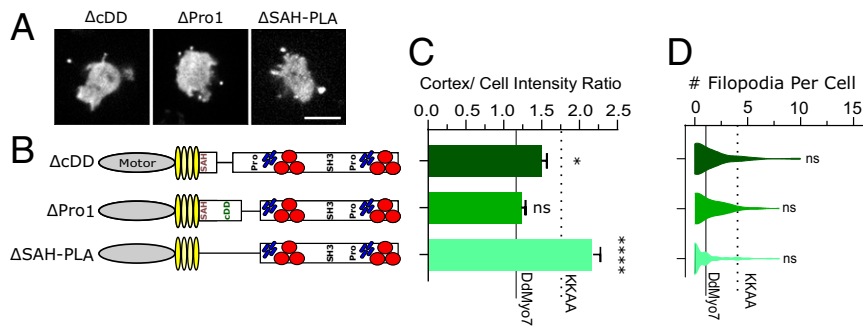 A
ΔcDD
ΔPro1
ΔSAH-PLA
B
ΔcDD
Motor
SAH
Pro
SH3
Pro
ΔPro1
SAH
cDD
Pro
SH3
Pro
ΔSAH-PLA
Pro
SH3
Pro
C
Cortex/ Cell Intensity Ratio
0.0 0.5 1.0 1.5 2.0 2.5
*
ns
****
DdMyo7
KKAA
D
# Filopodia Per Cell
0 5 10 15
ns
ns
ns
DdMyo7
KKAA